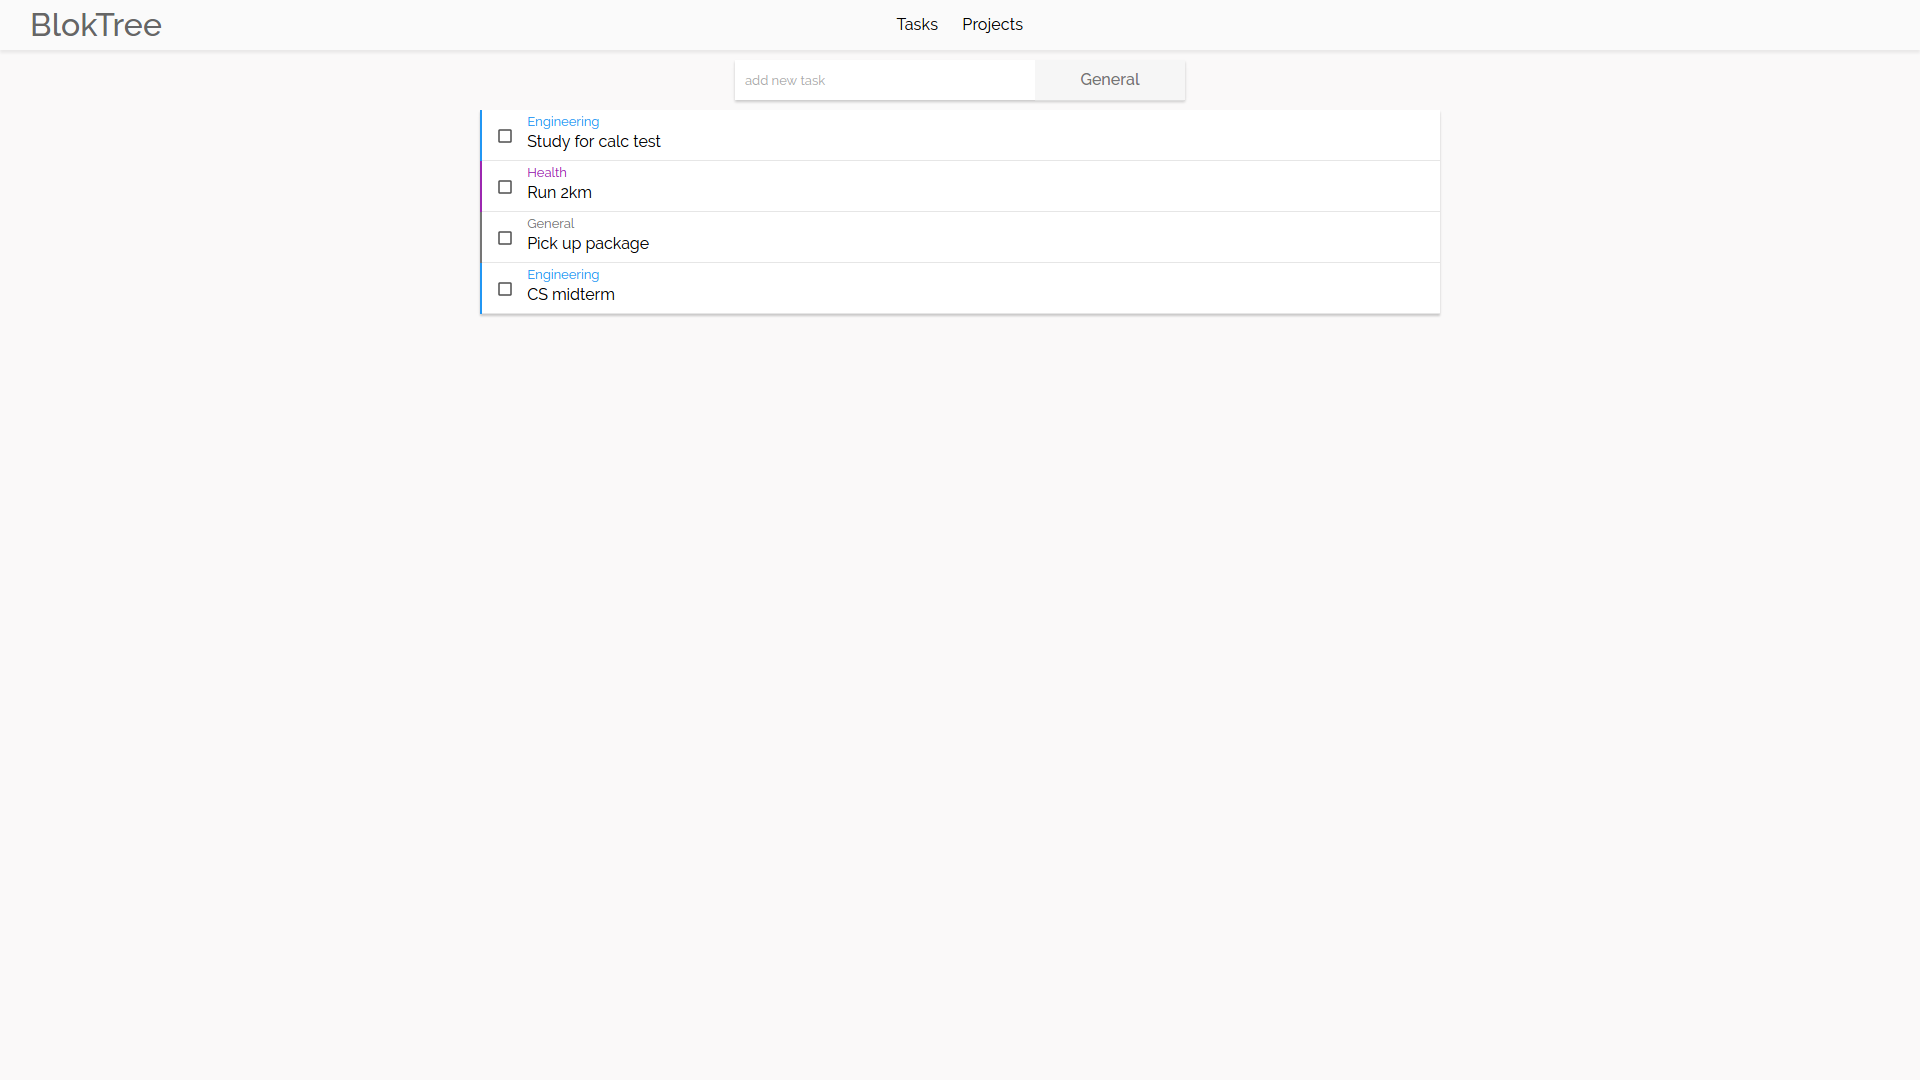 BlokTree
Tasks Projects
add new task General
Engineering
Study for calc test
Health
Run 2km
General
Pick up package
Engineering
CS midterm